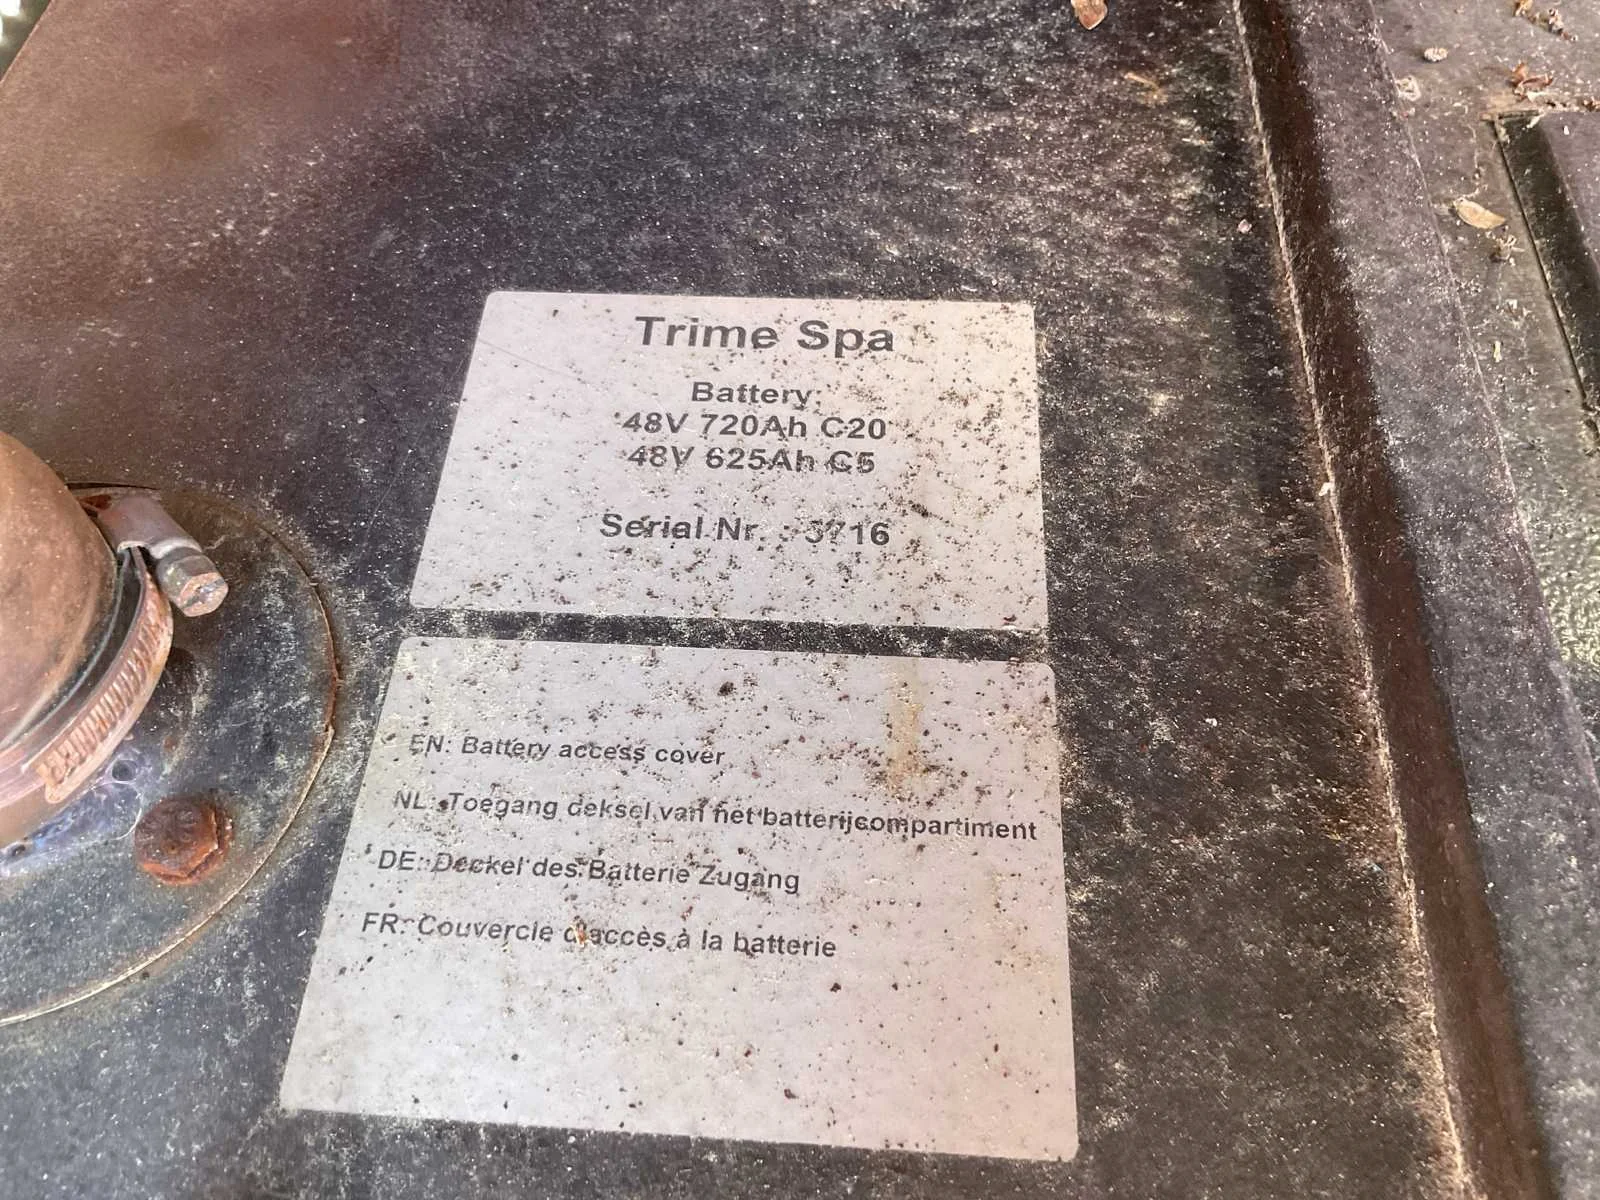 Trime Spa
Battery:
48V 720Ah C20
48V 625Ah C5
Serial Nr. :
EN: Battery access cover
NL: Toegang deksel van het batterijcompartiment
DE: Deckel des Batterie Zugang
FR: Couvercle d'accès à la batterie